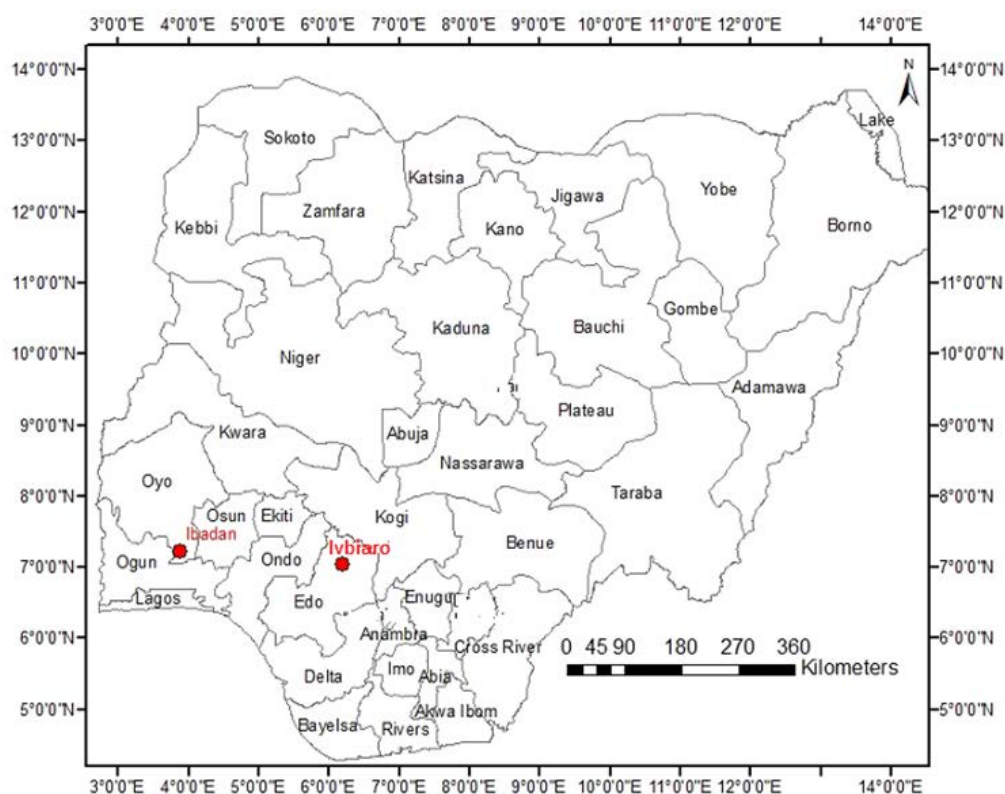 3°0'0"E 4°0'0"E 5°0'0"E 6°0'0"E 7°0'0"E 8°0'0"E 9°0'0"E 10°0'0"E 11°0'0"E 12°0'0"E 14°0'0"E
N
14°0'0"N 14°0'0"N
Lake
13°0'0"N Sokoto 13°0'0"N
Katsina Jigawa Yobe
12°0'0"N Kebbi Zamfara Kano Borno 12°0'0"N
11°0'0"N 11°0'0"N
Kaduna Bauchi Gombe
10°0'0"N Niger 10°0'0"N
Adamawa
Plateau
9°0'0"N Kwara Abuja 9°0'0"N
Nassarawa
8°0'0"N Oyo Taraba 8°0'0"N
Osun Ekiti Kogi
Ibadan Ivbiaro Benue
7°0'0"N Ogun Ondo 7°0'0"N
Lagos Edo Enugu
6°0'0"N Anambra Cross River 6°0'0"N
0 45 90 180 270 360
Kilometers
Delta Imo Abia
5°0'0"N Bayelsa Rivers Akwa Ibom 5°0'0"N
3°0'0"E 4°0'0"E 5°0'0"E 6°0'0"E 7°0'0"E 8°0'0"E 9°0'0"E 10°0'0"E 11°0'0"E 12°0'0"E 14°0'0"E